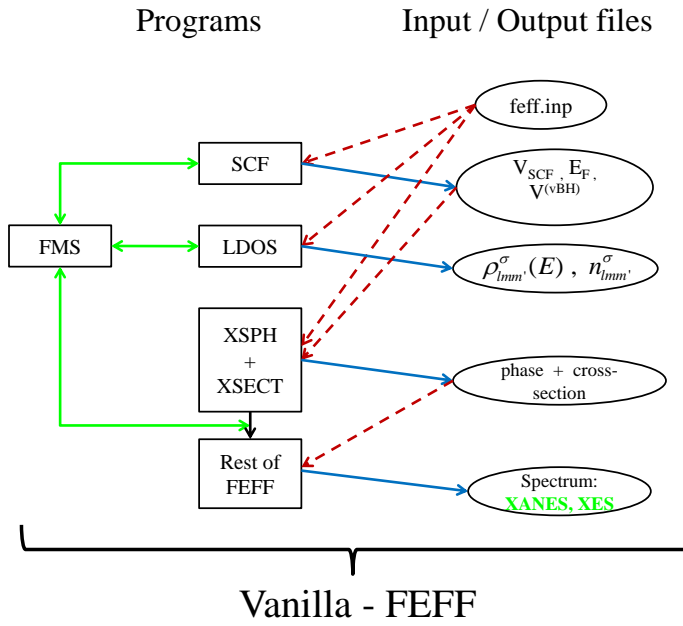 Programs
Input / Output files
feff.inp
SCF
V_SCF , E_F ,
V^(vBH)
FMS
LDOS
ρ^σ_lmm'(E) , n^σ_lmm'
XSPH
+
XSECT
phase + cross-
section
Rest of
FEFF
Spectrum:
XANES, XES
Vanilla - FEFF